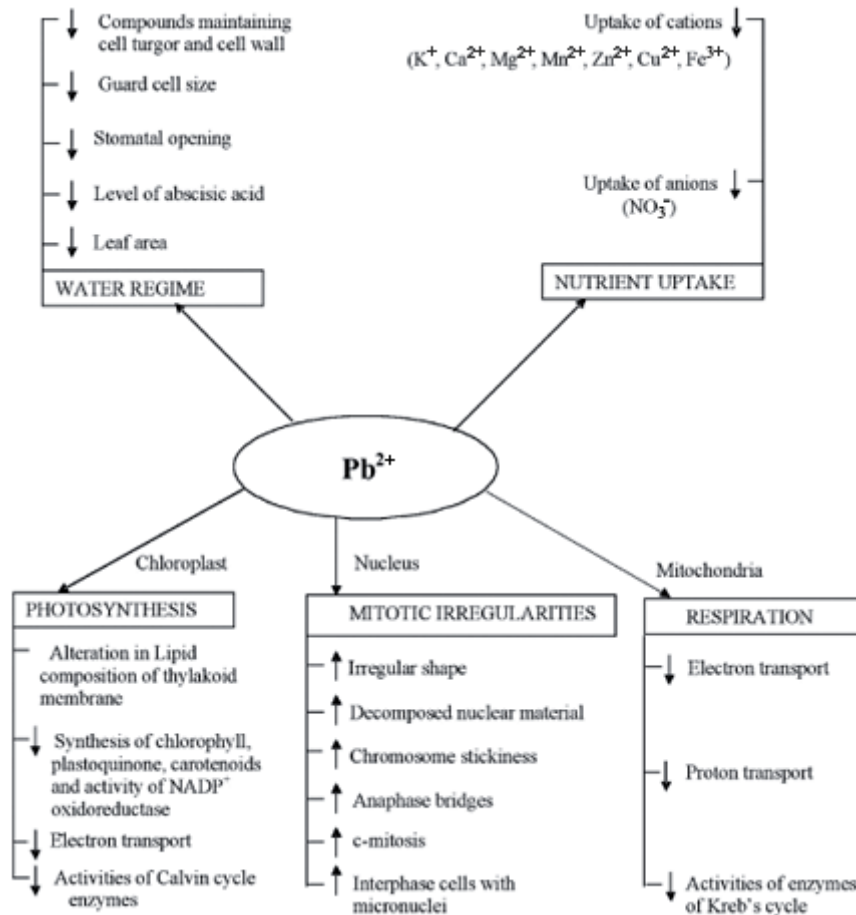 Compounds maintaining
cell turgor and cell wall
Guard cell size
Stomatal opening
Level of abscisic acid
Leaf area
WATER REGIME
Uptake of cations
(K⁺, Ca²⁺, Mg²⁺, Mn²⁺, Zn²⁺, Cu²⁺, Fe³⁺)
Uptake of anions
(NO₃⁻)
NUTRIENT UPTAKE
Pb²⁺
Chloroplast
PHOTOSYNTHESIS
Alteration in Lipid
composition of thylakoid
membrane
Synthesis of chlorophyll,
plastoquinone, carotenoids
and activity of NADP⁺
oxidoreductase
Electron transport
Activities of Calvin cycle
enzymes
Nucleus
MITOTIC IRREGULARITIES
Irregular shape
Decomposed nuclear material
Chromosome stickiness
Anaphase bridges
c-mitosis
Interphase cells with
micronuclei
Mitochondria
RESPIRATION
Electron transport
Proton transport
Activities of enzymes
of Kreb's cycle